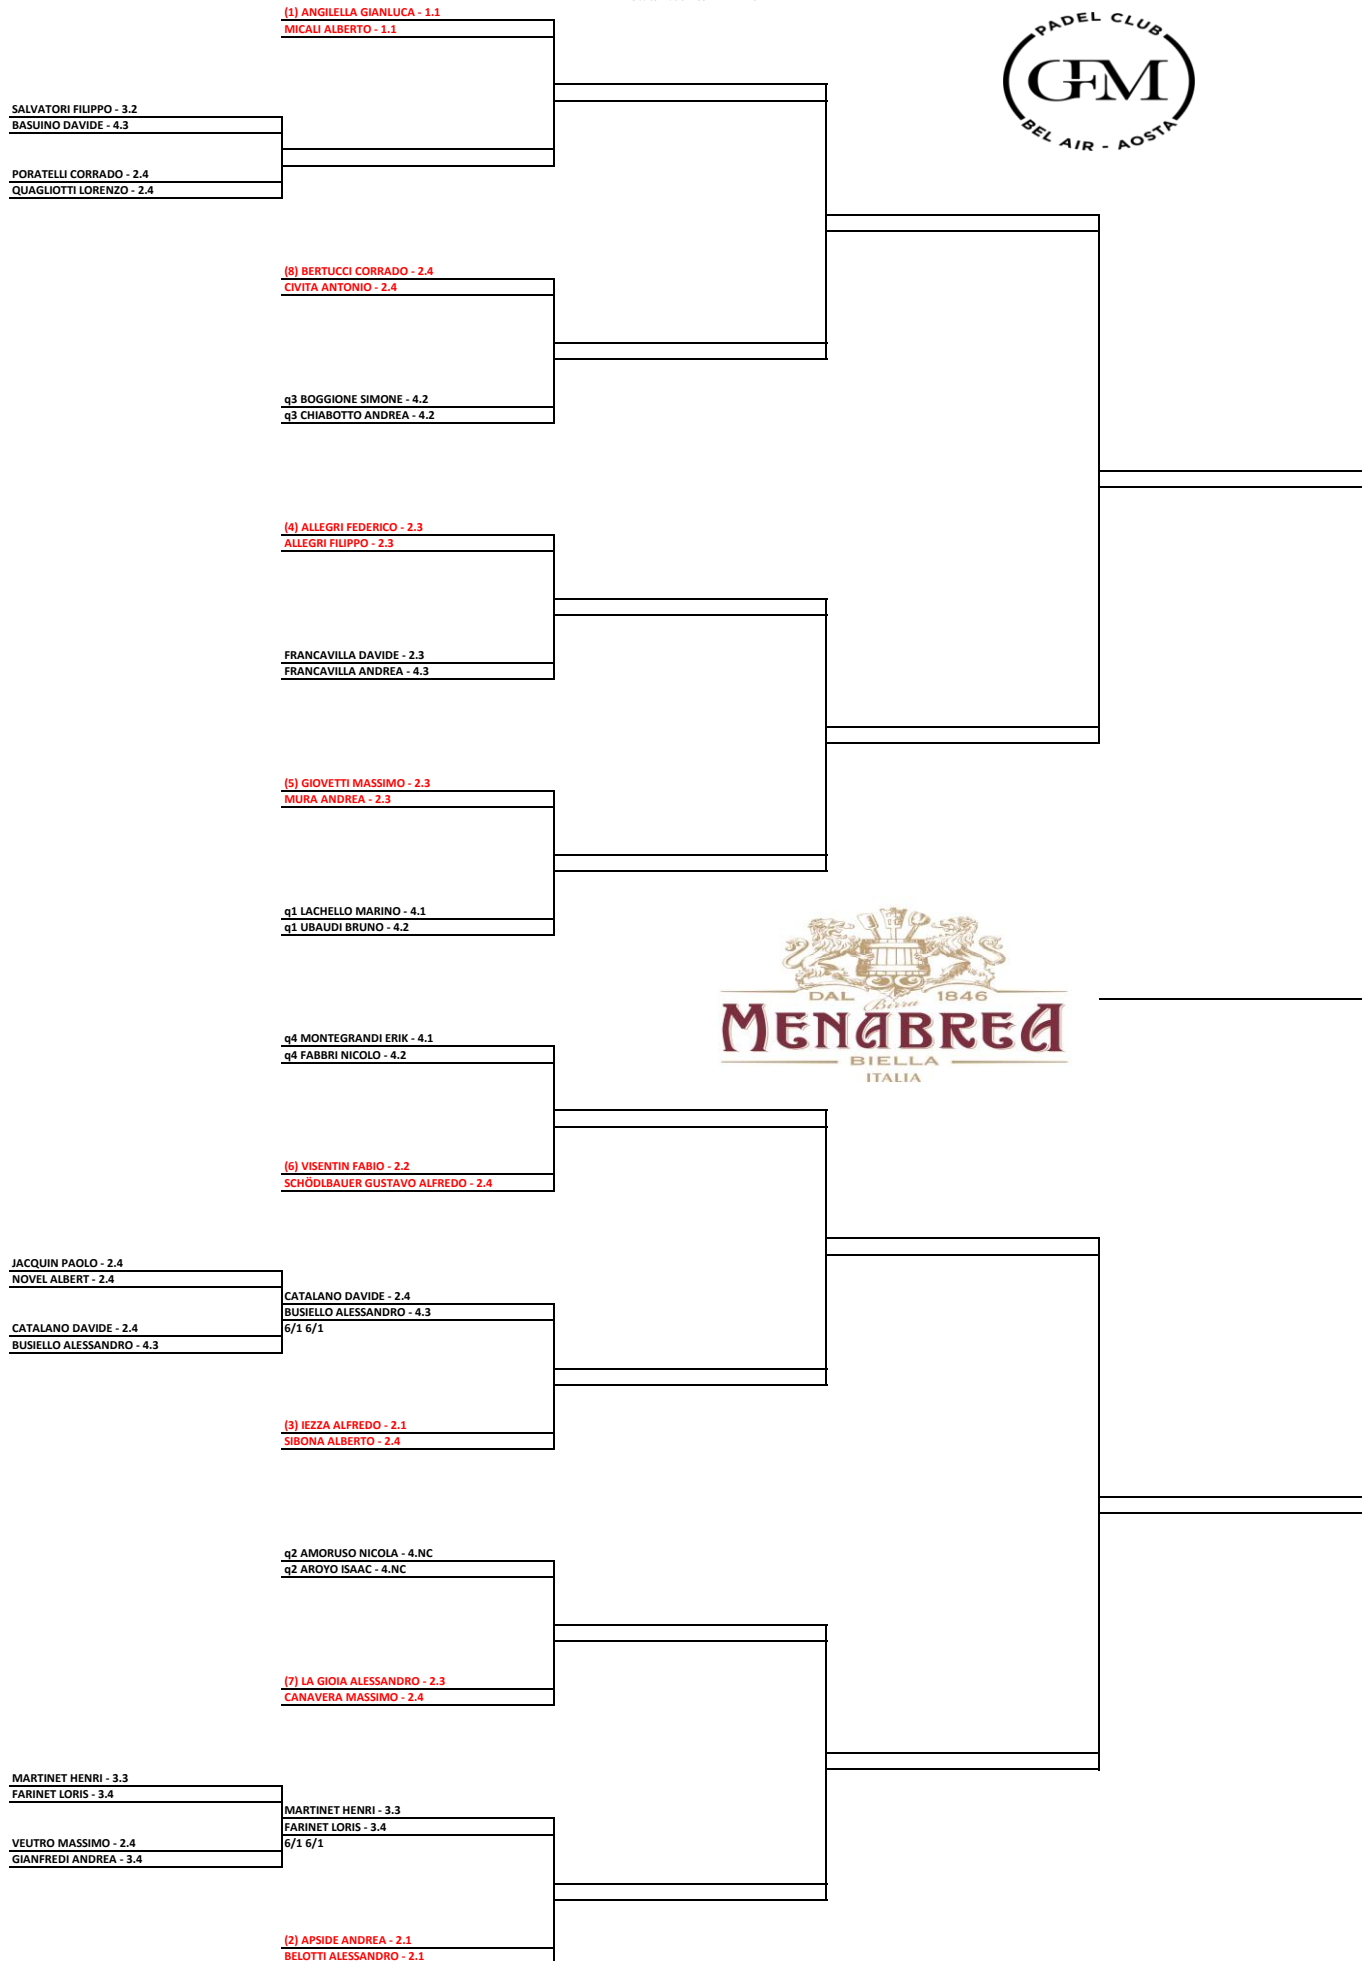 (1) ANGILELLA GIANLUCA - 1.1
MICALI ALBERTO - 1.1
PADEL CLUB
GFM
BEL AIR - AOSTA
SALVATORI FILIPPO - 3.2
BASUINO DAVIDE - 4.3
PORATELLI CORRADO - 2.4
QUAGLIOTTI LORENZO - 2.4
(8) BERTUCCI CORRADO - 2.4
CIVITA ANTONIO - 2.4
q3 BOGGIONE SIMONE - 4.2
q3 CHIABOTTO ANDREA - 4.2
(4) ALLEGRI FEDERICO - 2.3
ALLEGRI FILIPPO - 2.3
FRANCAVILLA DAVIDE - 2.3
FRANCAVILLA ANDREA - 4.3
(5) GIOVETTI MASSIMO - 2.3
MURA ANDREA - 2.3
q1 LACHELLO MARINO - 4.1
q1 UBAUDI BRUNO - 4.2
DAL 1846
Birra
MENABREA
BIELLA
ITALIA
q4 MONTEGRANDI ERIK - 4.1
q4 FABBRI NICOLO - 4.2
(6) VISENTIN FABIO - 2.2
SCHÖDLBAUER GUSTAVO ALFREDO - 2.4
JACQUIN PAOLO - 2.4
NOVEL ALBERT - 2.4
CATALANO DAVIDE - 2.4
BUSIELLO ALESSANDRO - 4.3
6/1 6/1
CATALANO DAVIDE - 2.4
BUSIELLO ALESSANDRO - 4.3
(3) IEZZA ALFREDO - 2.1
SIBONA ALBERTO - 2.4
q2 AMORUSO NICOLA - 4.NC
q2 AROYO ISAAC - 4.NC
(7) LA GIOIA ALESSANDRO - 2.3
CANAVERA MASSIMO - 2.4
MARTINET HENRI - 3.3
FARINET LORIS - 3.4
MARTINET HENRI - 3.3
FARINET LORIS - 3.4
6/1 6/1
VEUTRO MASSIMO - 2.4
GIANFREDI ANDREA - 3.4
(2) APSIDE ANDREA - 2.1
BELOTTI ALESSANDRO - 2.1